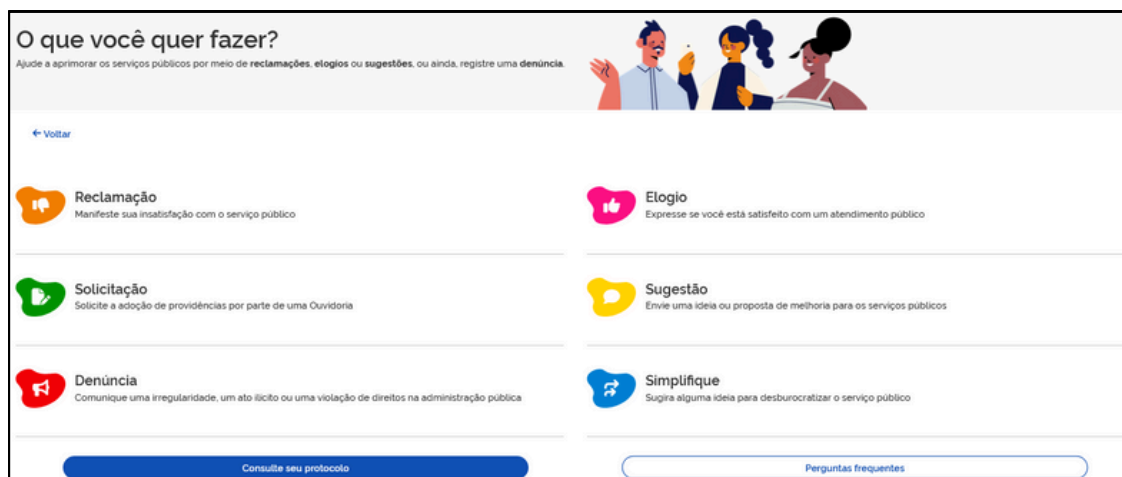 O que você quer fazer?
Ajude a aprimorar os serviços públicos por meio de reclamações, elogios ou sugestões, ou ainda, registre uma denúncia.
← Voltar
Reclamação
Manifeste sua insatisfação com o serviço público
Elogio
Expresse se você está satisfeito com um atendimento público
Solicitação
Solicite a adoção de providências por parte de uma Ouvidoria
Sugestão
Envie uma ideia ou proposta de melhoria para os serviços públicos
Denúncia
Comunique uma irregularidade, um ato ilícito ou uma violação de direitos na administração pública
Simplifique
Sugira alguma ideia para desburocratizar o serviço público
Consulte seu protocolo
Perguntas frequentes